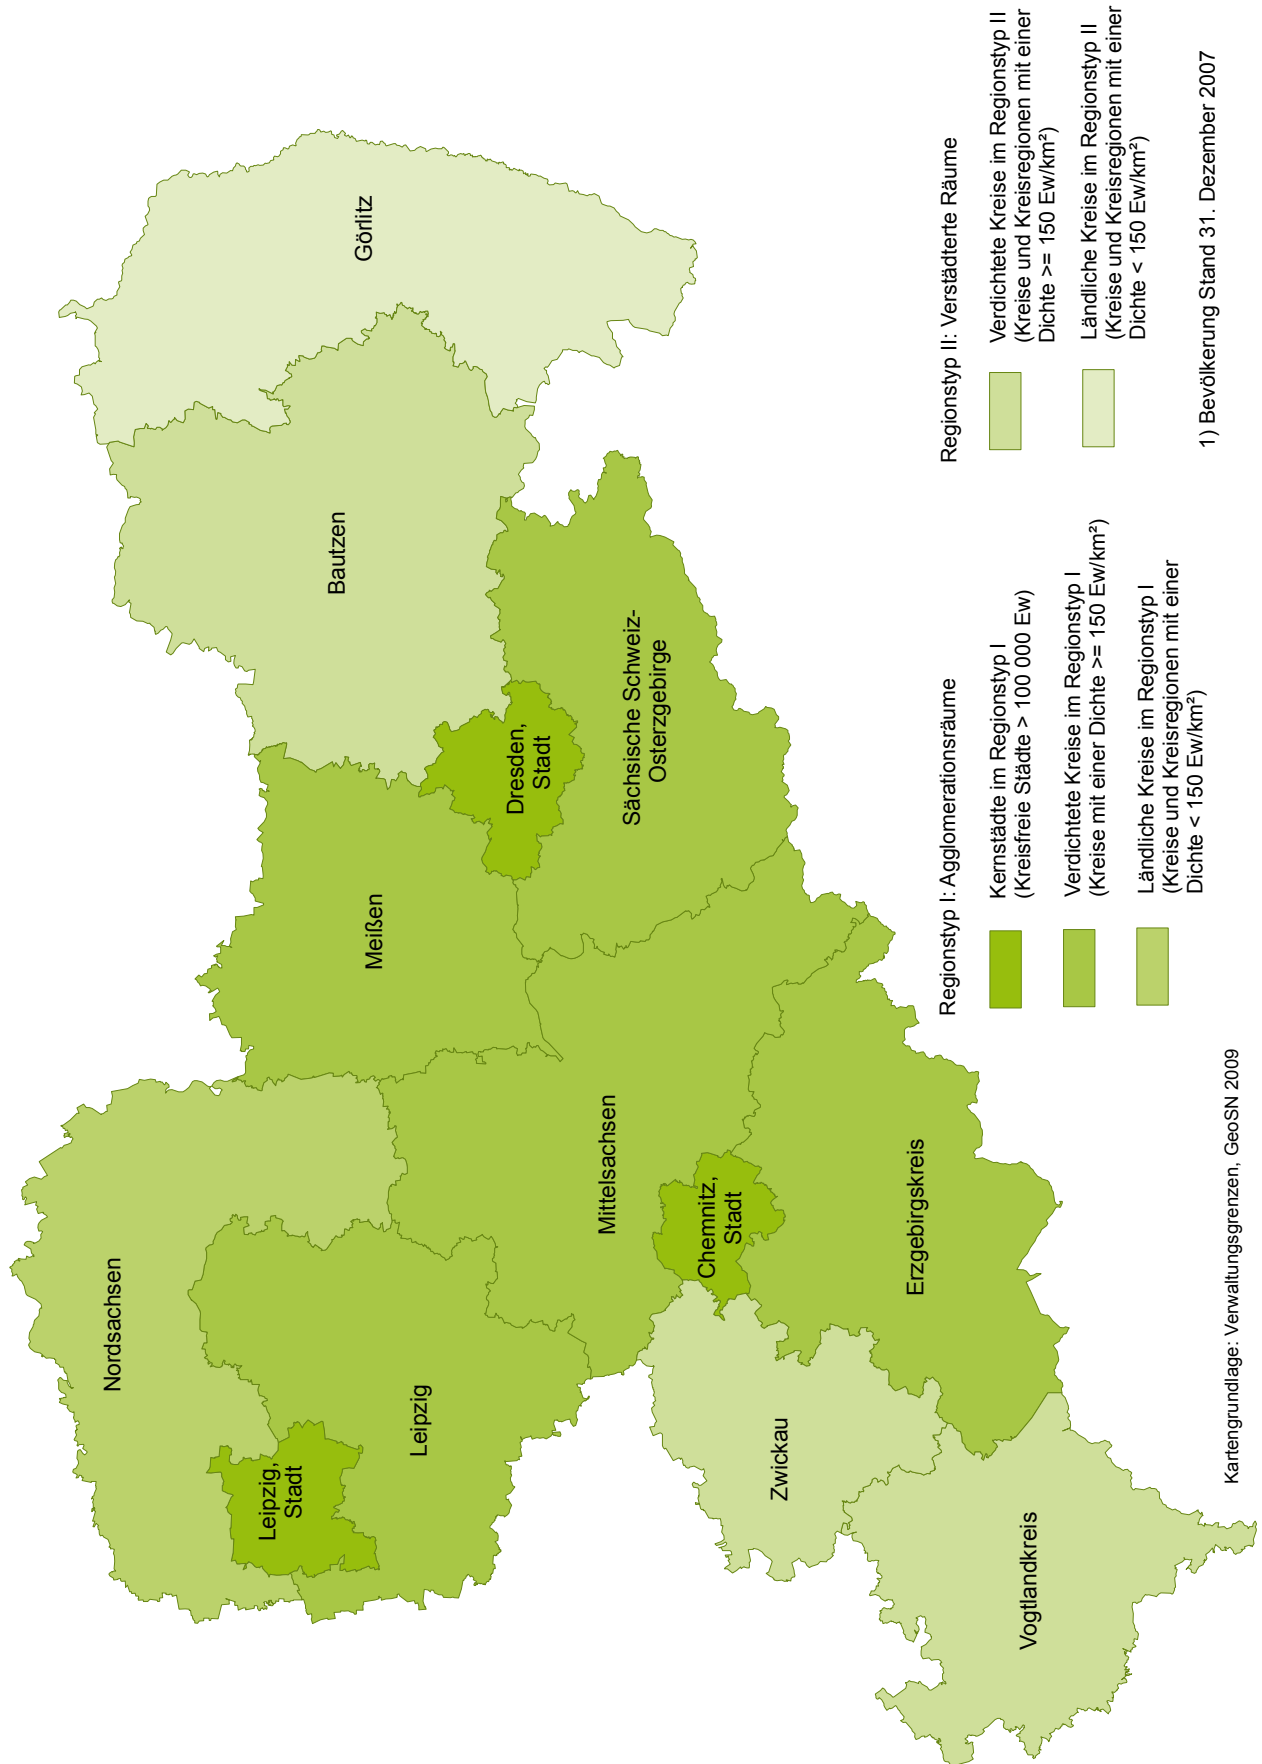 Nordsachsen
Leipzig,
Stadt
Leipzig
Meißen
Bautzen
Görlitz
Dresden,
Stadt
Sächsische Schweiz-
Osterzgebirge
Mittelsachsen
Chemnitz,
Stadt
Erzgebirgskreis
Zwickau
Vogtlandkreis
Regionstyp I: Agglomerationsräume
Kernstädte im Regionstyp I
(Kreisfreie Städte > 100 000 Ew)
Verdichtete Kreise im Regionstyp I
(Kreise mit einer Dichte >= 150 Ew/km²)
Ländliche Kreise im Regionstyp I
(Kreise und Kreisregionen mit einer
Dichte < 150 Ew/km²)
Regionstyp II: Verstädterte Räume
Verdichtete Kreise im Regionstyp II
(Kreise und Kreisregionen mit einer
Dichte >= 150 Ew/km²)
Ländliche Kreise im Regionstyp II
(Kreise und Kreisregionen mit einer
Dichte < 150 Ew/km²)
Kartengrundlage: Verwaltungsgrenzen, GeoSN 2009
1) Bevölkerung Stand 31. Dezember 2007